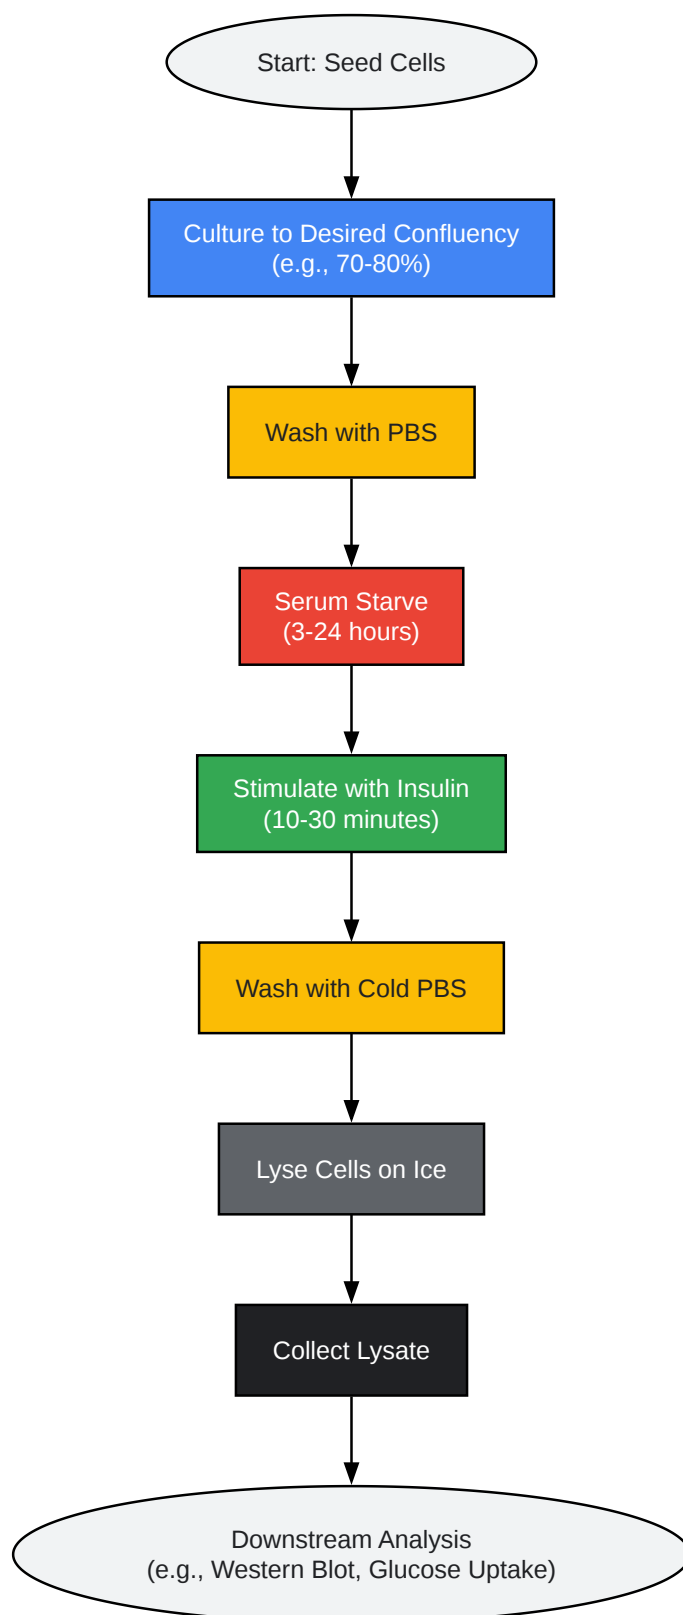 Start: Seed Cells
Culture to Desired Confluency
(e.g., 70-80%)
Wash with PBS
Serum Starve
(3-24 hours)
Stimulate with Insulin
(10-30 minutes)
Wash with Cold PBS
Lyse Cells on Ice
Collect Lysate
Downstream Analysis
(e.g., Western Blot, Glucose Uptake)